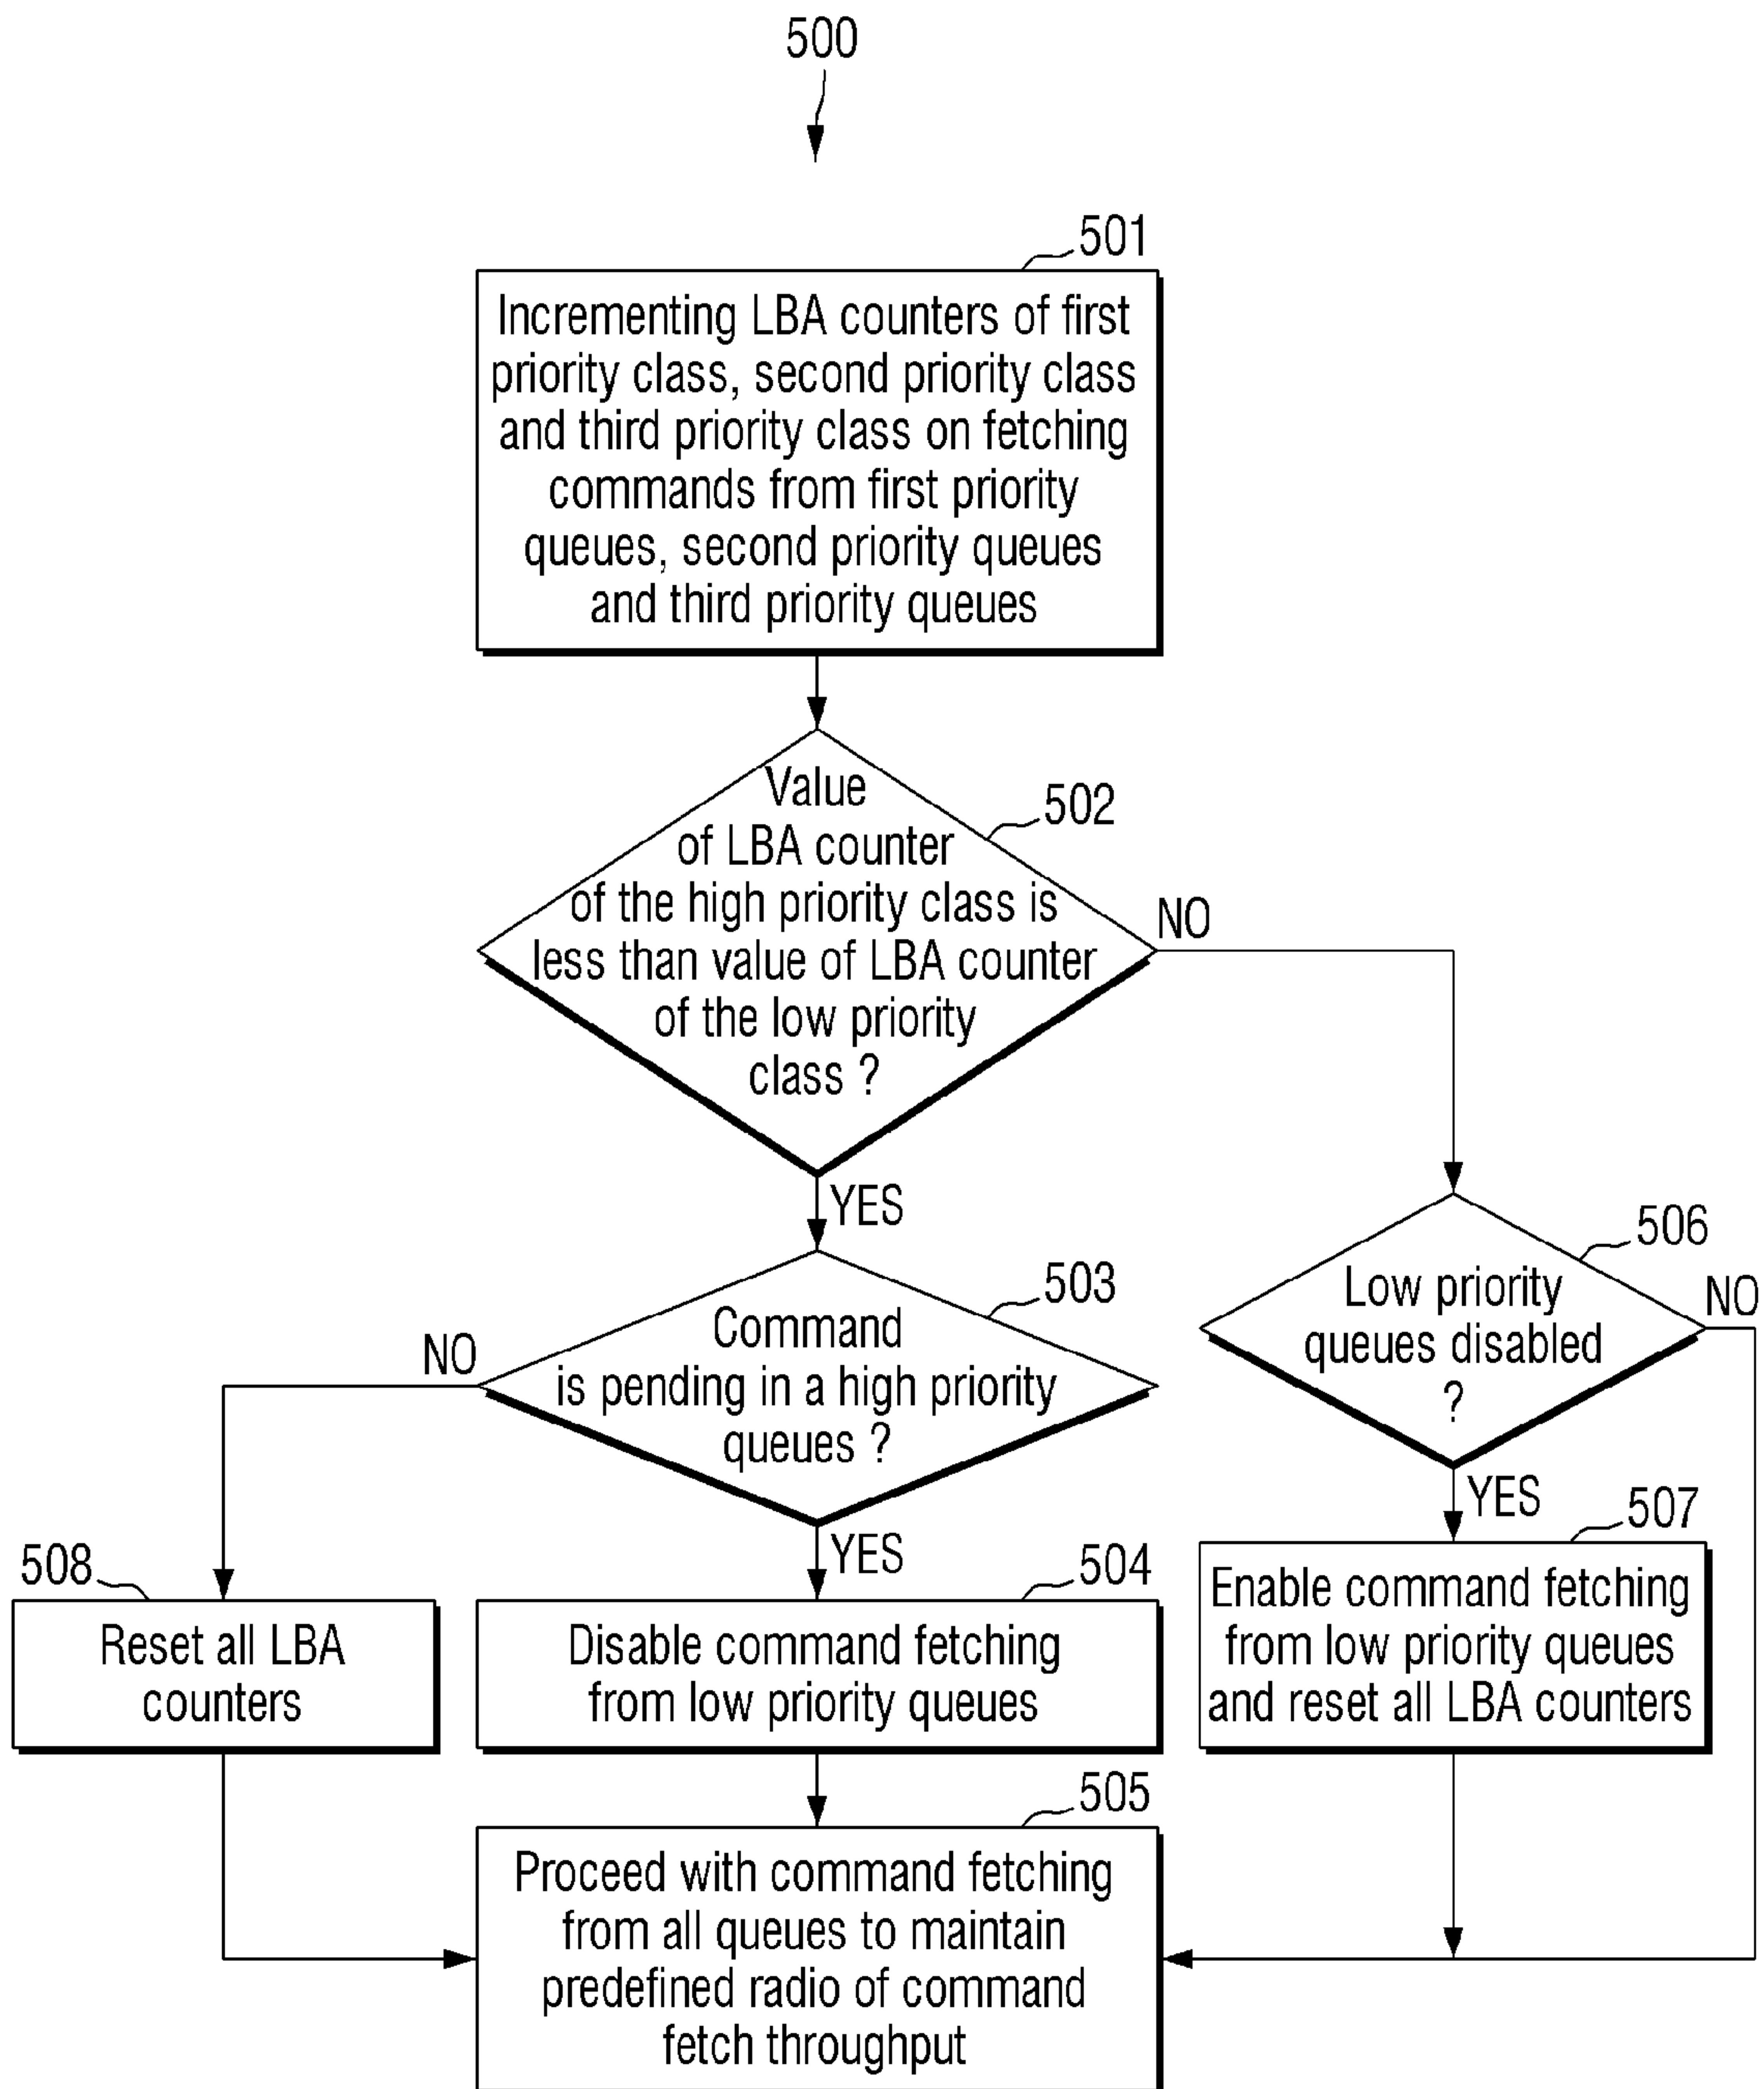 500
501
Incrementing LBA counters of first
priority class, second priority class
and third priority class on fetching
commands from first priority
queues, second priority queues
and third priority queues
502
Value
of LBA counter
of the high priority class is
less than value of LBA counter
of the low priority
class ?
NO
YES
503
Command
is pending in a high priority
queues ?
NO
YES
506
Low priority
queues disabled
?
NO
YES
508
Reset all LBA
counters
504
Disable command fetching
from low priority queues
507
Enable command fetching
from low priority queues
and reset all LBA counters
505
Proceed with command fetching
from all queues to maintain
predefined radio of command
fetch throughput